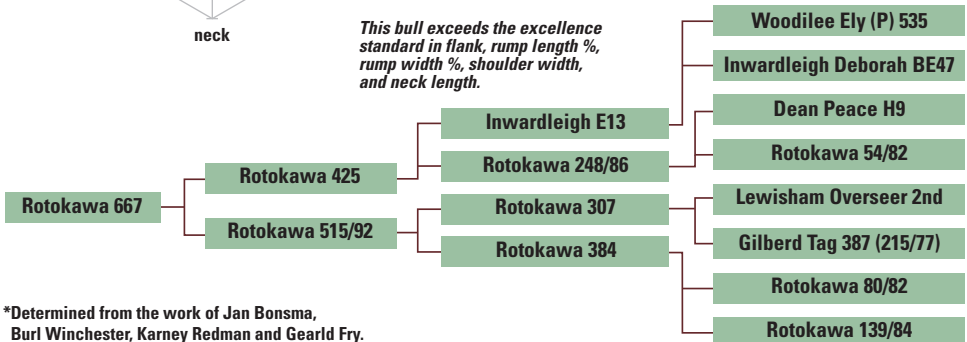 neck
This bull exceeds the excellence
standard in flank, rump length %,
rump width %, shoulder width,
and neck length.
Rotokawa 667
Rotokawa 425
Rotokawa 515/92
Inwardleigh E13
Rotokawa 248/86
Rotokawa 307
Rotokawa 384
Woodilee Ely (P) 535
Inwardleigh Deborah BE47
Dean Peace H9
Rotokawa 54/82
Lewisham Overseer 2nd
Gilberd Tag 387 (215/77)
Rotokawa 80/82
Rotokawa 139/84
*Determined from the work of Jan Bonsma,
Burl Winchester, Karney Redman and Gearld Fry.